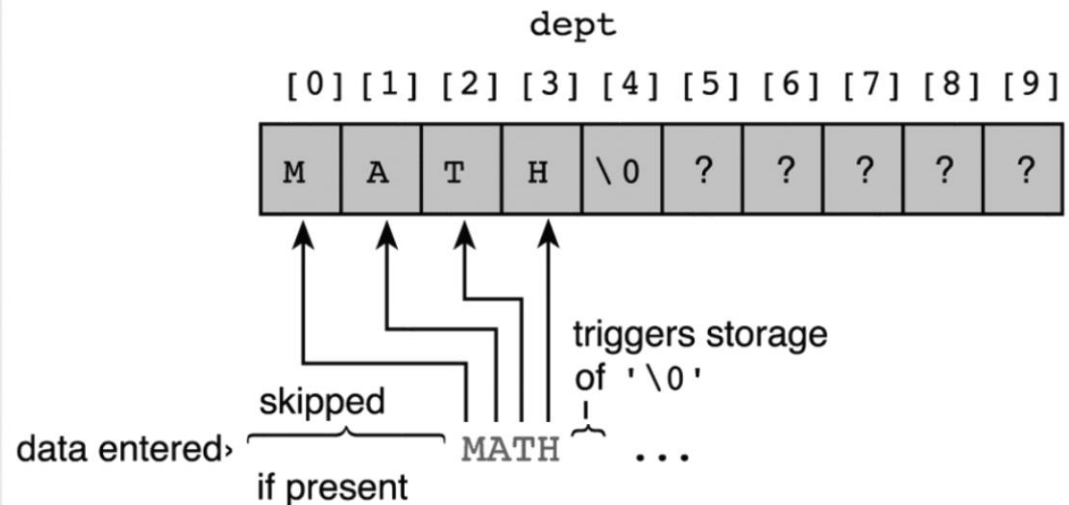 dept
[0] [1] [2] [3] [4] [5] [6] [7] [8] [9]
M A T H \0 ? ? ? ? ?
triggers storage
of '\0'
skipped
data entered› MATH ...
if present